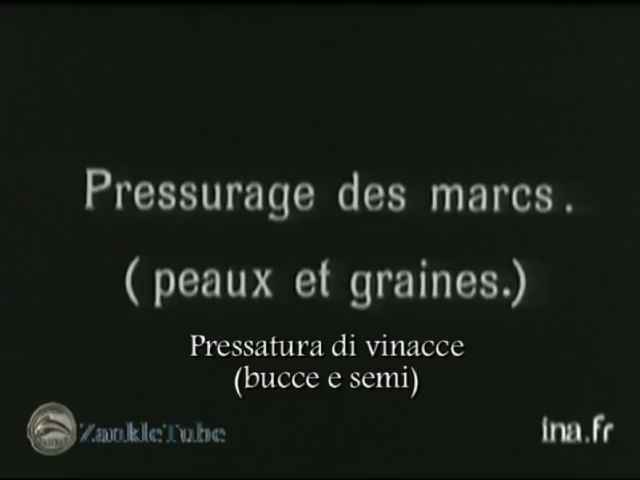 Pressurage des marcs.
(peaux et graines.)
Pressatura di vinacce
(bucce e semi)
ZankleTube
ina.fr